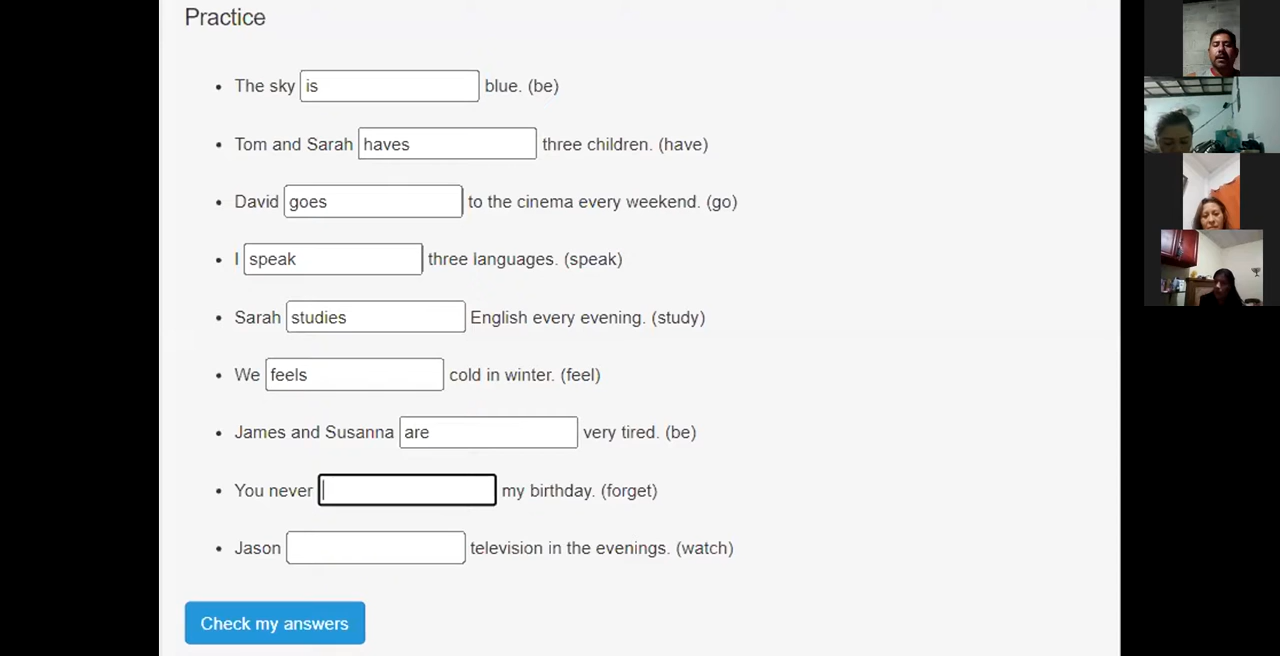 Practice
• The sky is blue. (be)
• Tom and Sarah haves three children. (have)
• David goes to the cinema every weekend. (go)
• I speak three languages. (speak)
• Sarah studies English every evening. (study)
• We feels cold in winter. (feel)
• James and Susanna are very tired. (be)
• You never my birthday. (forget)
• Jason television in the evenings. (watch)
Check my answers